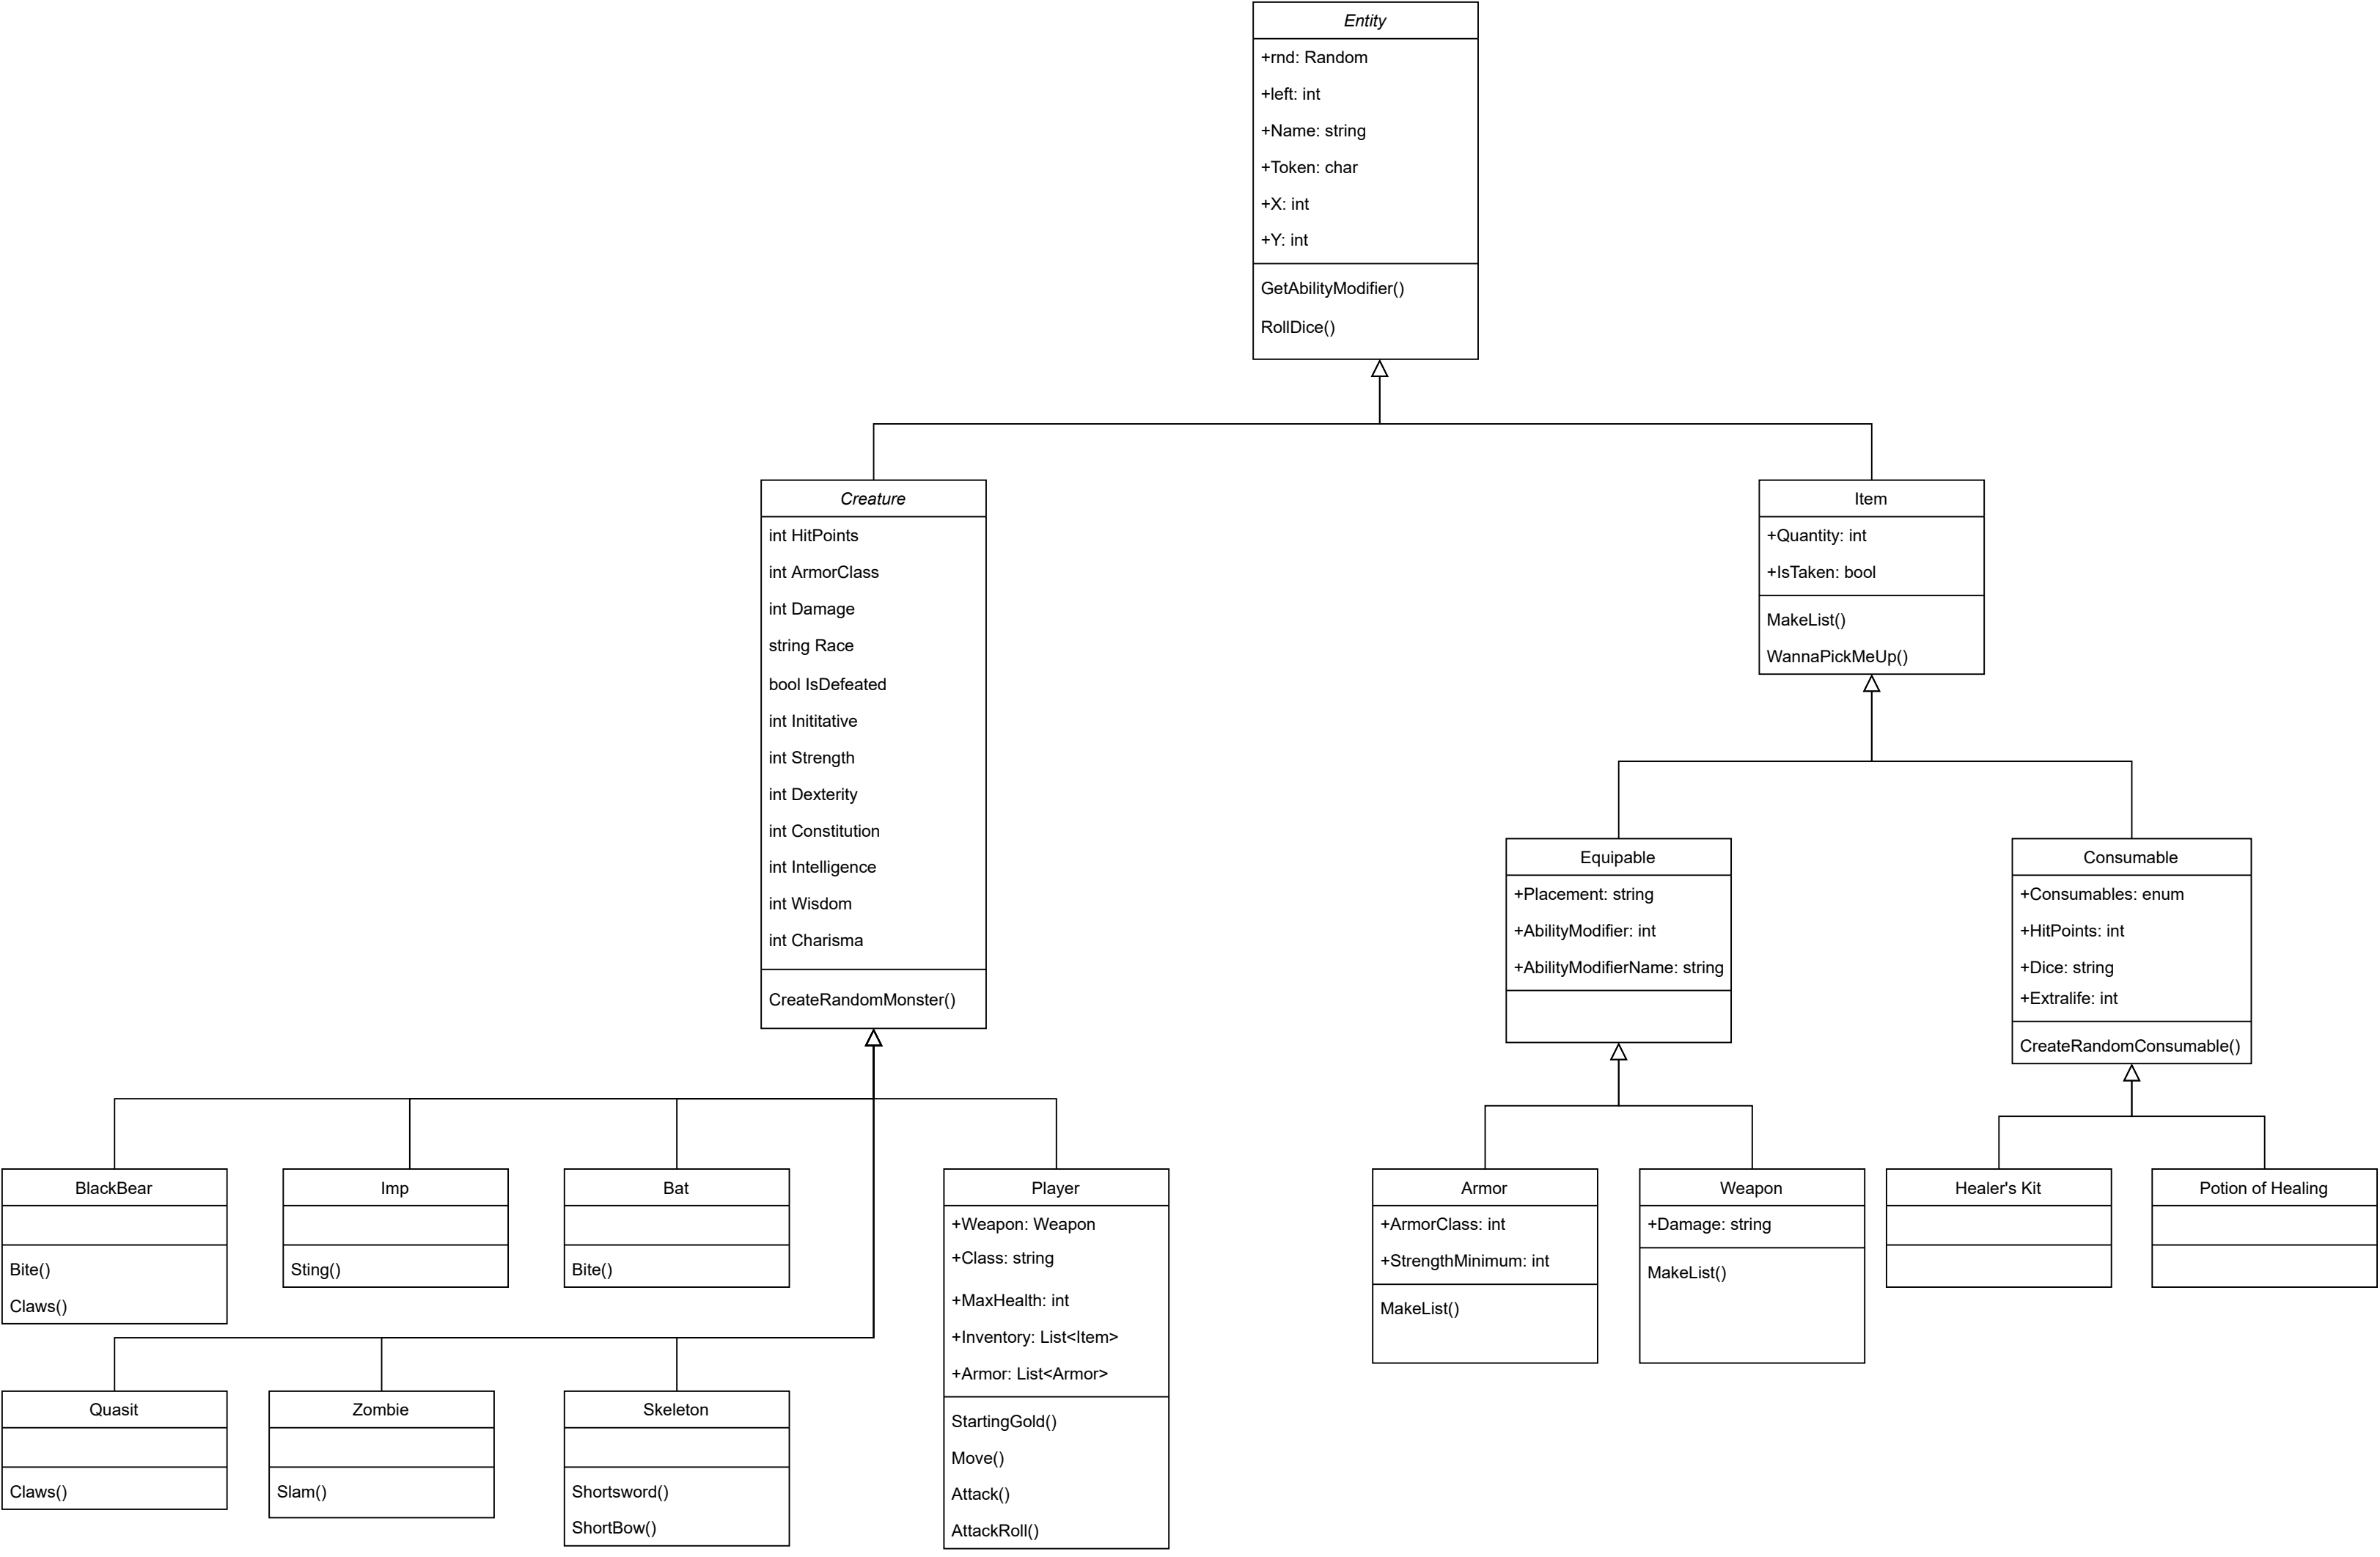 Entity
+rnd: Random
+left: int
+Name: string
+Token: char
+X: int
+Y: int
GetAbilityModifier()
RollDice()
Creature
int HitPoints
int ArmorClass
int Damage
string Race
bool IsDefeated
int Inititative
int Strength
int Dexterity
int Constitution
int Intelligence
int Wisdom
int Charisma
CreateRandomMonster()
Item
+Quantity: int
+IsTaken: bool
MakeList()
WannaPickMeUp()
Equipable
+Placement: string
+AbilityModifier: int
+AbilityModifierName: string
Consumable
+Consumables: enum
+HitPoints: int
+Dice: string
+Extralife: int
CreateRandomConsumable()
BlackBear
Bite()
Claws()
Imp
Sting()
Bat
Bite()
Player
+Weapon: Weapon
+Class: string
+MaxHealth: int
+Inventory: List<Item>
+Armor: List<Armor>
StartingGold()
Move()
Attack()
AttackRoll()
Armor
+ArmorClass: int
+StrengthMinimum: int
MakeList()
Weapon
+Damage: string
MakeList()
Healer's Kit
Potion of Healing
Quasit
Claws()
Zombie
Slam()
Skeleton
Shortsword()
ShortBow()